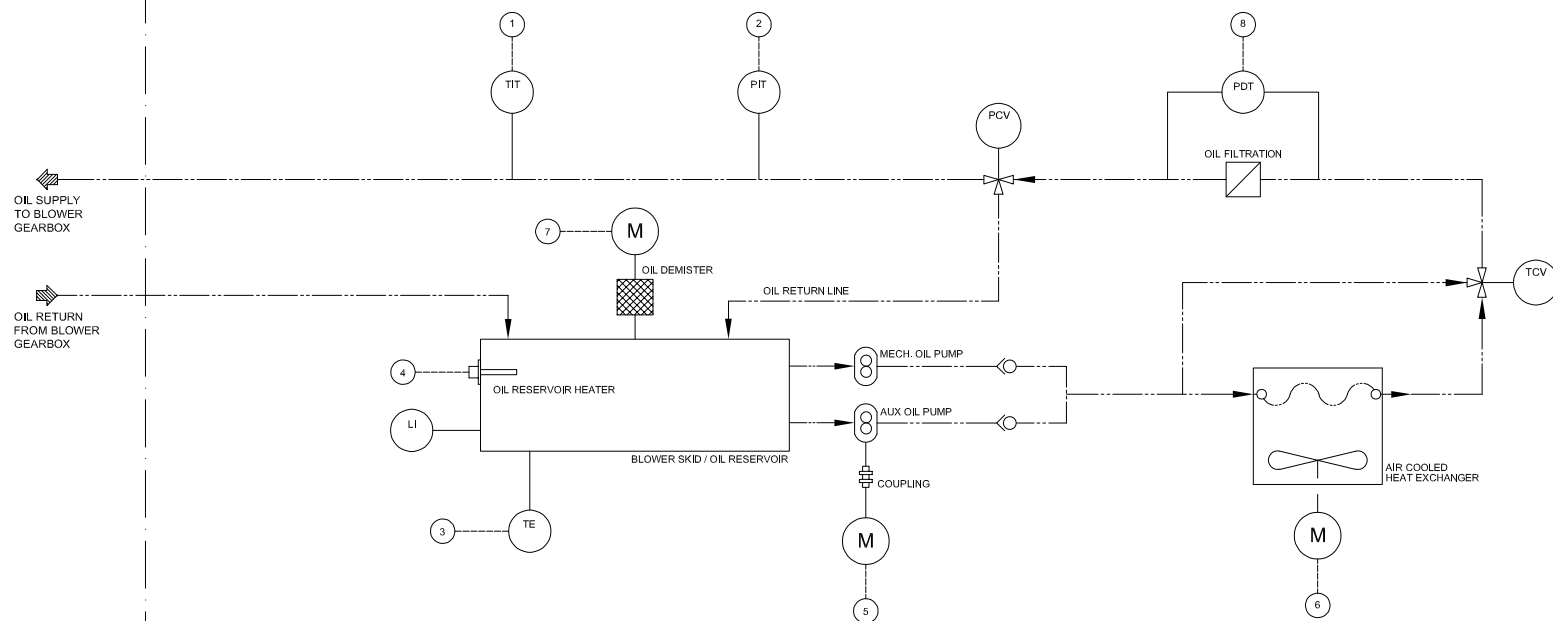 1
2
8
TIT
PIT
PDT
PCV
OIL FILTRATION
OIL SUPPLY
TO BLOWER
GEARBOX
7
M
OIL DEMISTER
TCV
OIL RETURN LINE
OIL RETURN
FROM BLOWER
GEARBOX
MECH. OIL PUMP
4
OIL RESERVOIR HEATER
AUX OIL PUMP
LI
BLOWER SKID / OIL RESERVOIR
AIR COOLED
HEAT EXCHANGER
COUPLING
3
TE
M
M
5
6